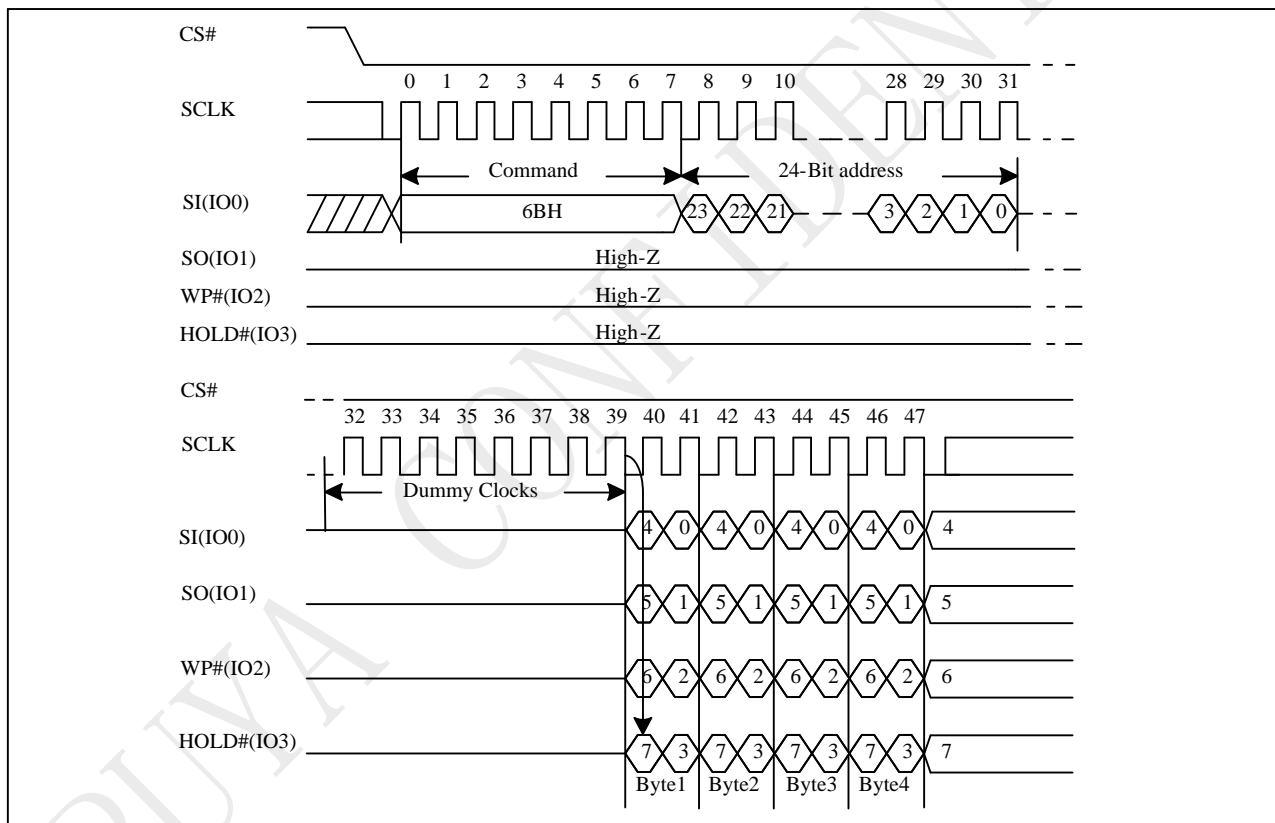 CS#
0 1 2 3 4 5 6 7 8 9 10 28 29 30 31
SCLK
Command 24-Bit address
SI(IO0) 6BH 23 22 21 3 2 1 0
SO(IO1) High-Z
WP#(IO2) High-Z
HOLD#(IO3) High-Z
CS#
32 33 34 35 36 37 38 39 40 41 42 43 44 45 46 47
SCLK
Dummy Clocks
SI(IO0) 4 0 4 0 4 0 4 0 4
SO(IO1) 5 1 5 1 5 1 5 1 5
WP#(IO2) 6 2 6 2 6 2 6 2 6
HOLD#(IO3) 7 3 7 3 7 3 7 3 7
Byte1 Byte2 Byte3 Byte4
PUYA CONFIDENT